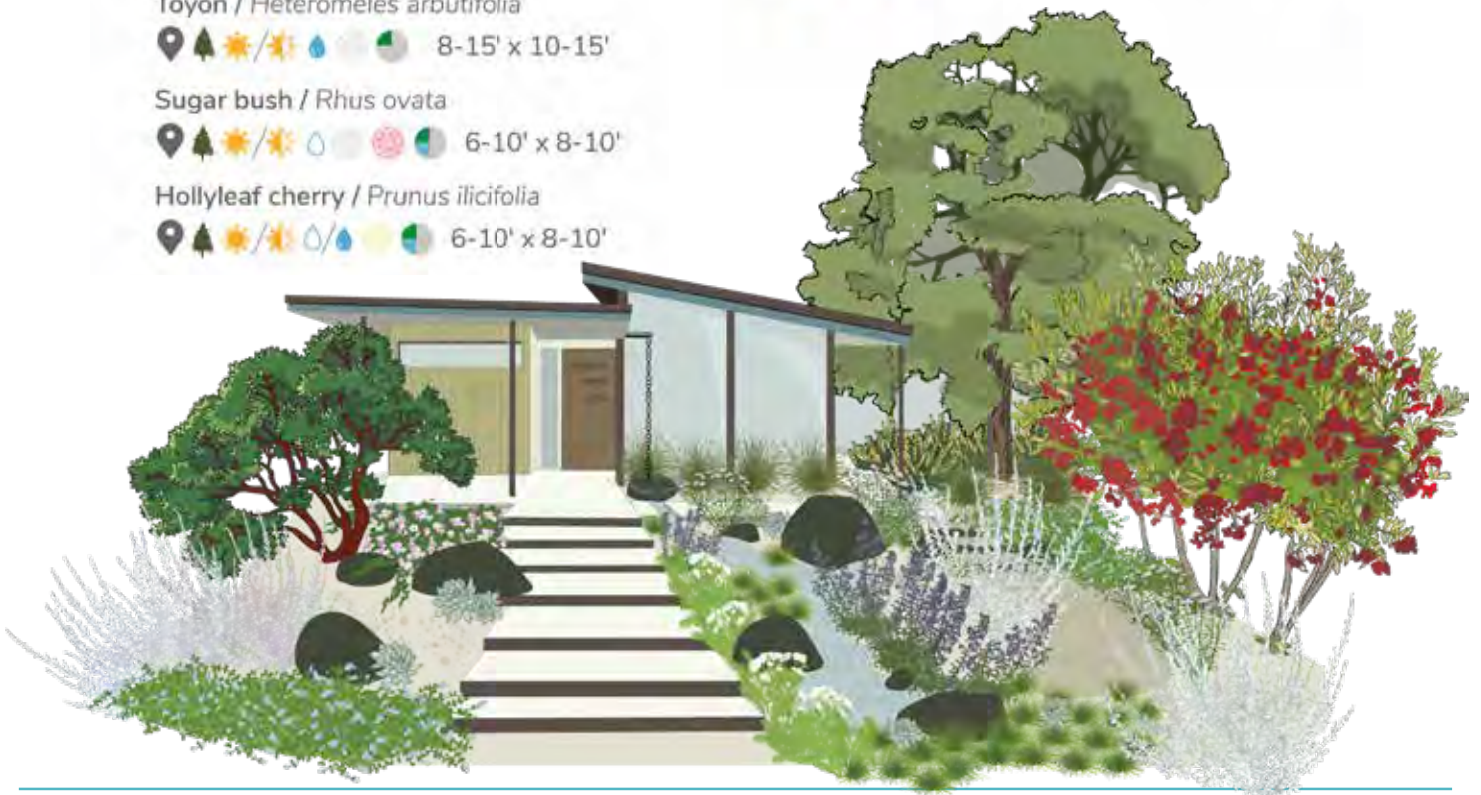 Toyon / Heteromeles arbutifolia
8-15' x 10-15'
Sugar bush / Rhus ovata
6-10' x 8-10'
Hollyleaf cherry / Prunus ilicifolia
6-10' x 8-10'